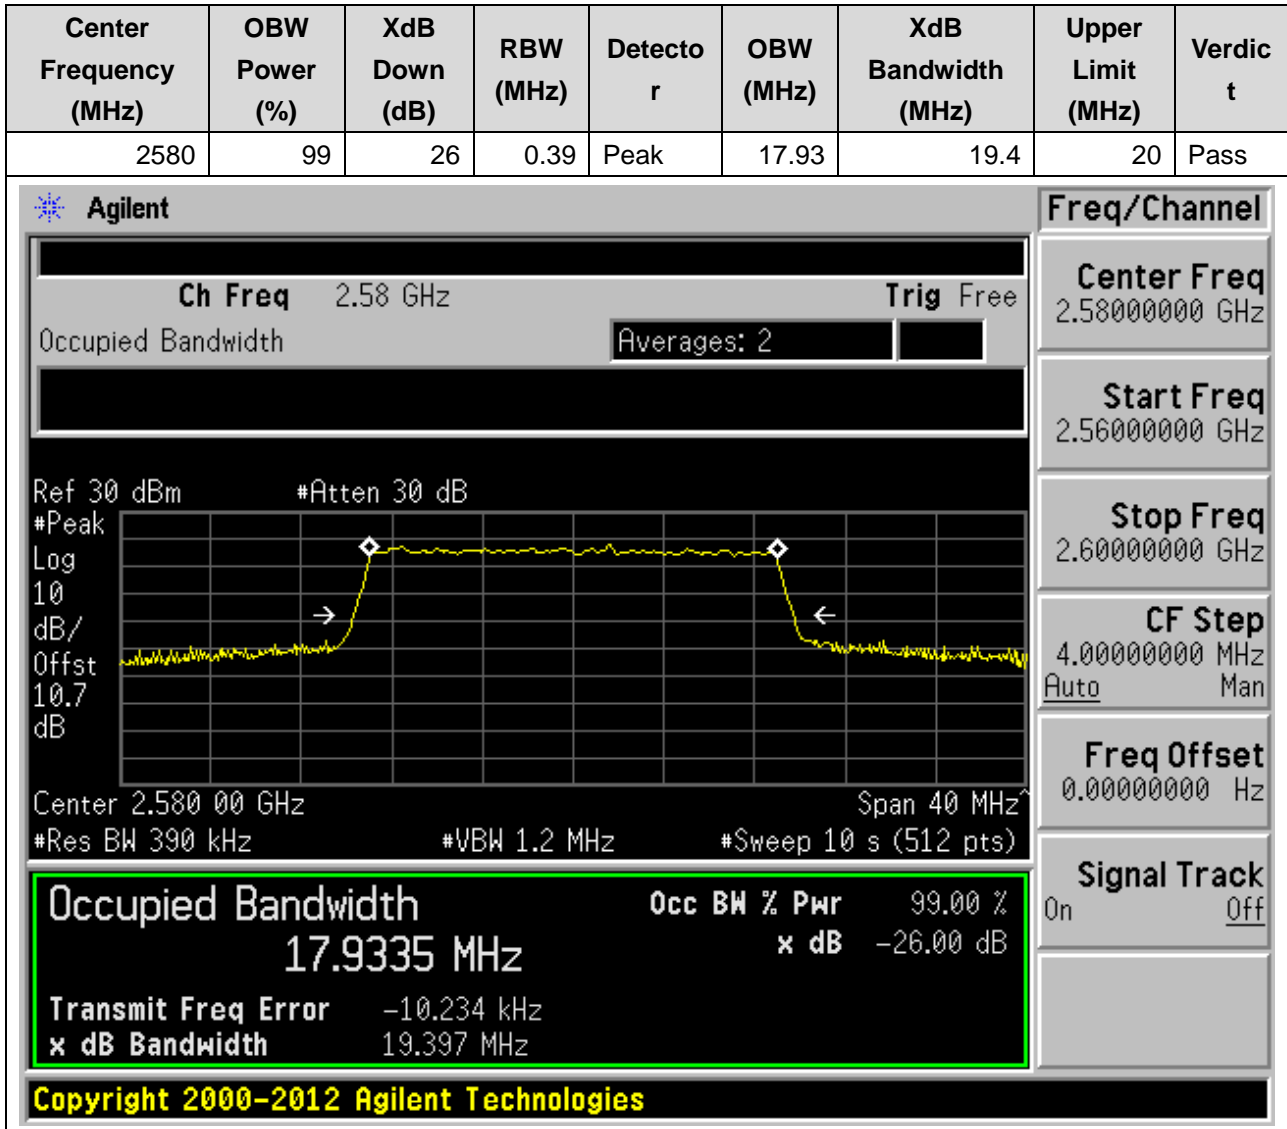 Center Frequency (MHz) OBW Power (%) XdB Down (dB) RBW (MHz) Detecto r OBW (MHz) XdB Bandwidth (MHz) Upper Limit (MHz) Verdic t
2580 99 26 0.39 Peak 17.93 19.4 20 Pass
Agilent
Freq/Channel
Ch Freq 2.58 GHz Trig Free
Occupied Bandwidth Averages: 2
Center Freq
2.58000000 GHz
Start Freq
2.56000000 GHz
Stop Freq
2.60000000 GHz
CF Step
4.00000000 MHz
Auto Man
Freq Offset
0.00000000 Hz
Signal Track
On Off
Ref 30 dBm #Atten 30 dB
#Peak
Log
10
dB/
Offst
10.7
dB
Center 2.580 00 GHz Span 40 MHz^
#Res BW 390 kHz #VBW 1.2 MHz #Sweep 10 s (512 pts)
Occupied Bandwidth Occ BW % Pwr 99.00 %
17.9335 MHz x dB -26.00 dB
Transmit Freq Error -10.234 kHz
x dB Bandwidth 19.397 MHz
Copyright 2000-2012 Agilent Technologies